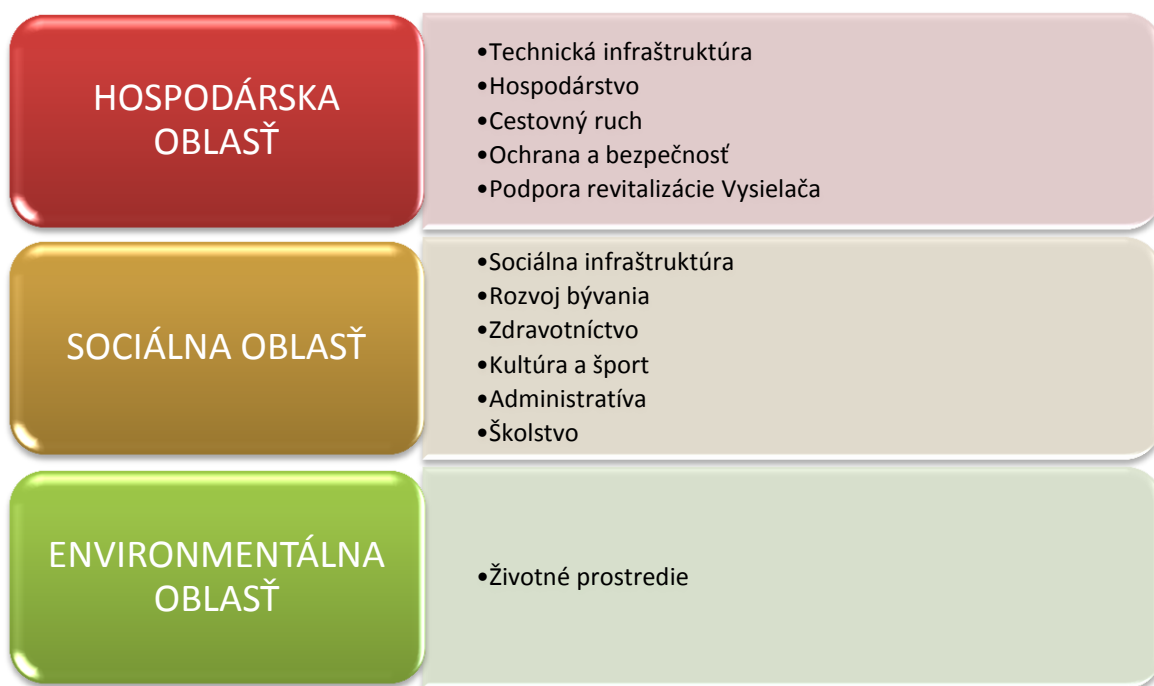 HOSPODÁRSKA
OBLASŤ
•Technická infraštruktúra
•Hospodárstvo
•Cestovný ruch
•Ochrana a bezpečnosť
•Podpora revitalizácie Vysielača
SOCIÁLNA OBLASŤ
•Sociálna infraštruktúra
•Rozvoj bývania
•Zdravotníctvo
•Kultúra a šport
•Administratíva
•Školstvo
ENVIRONMENTÁLNA
OBLASŤ
•Životné prostredie